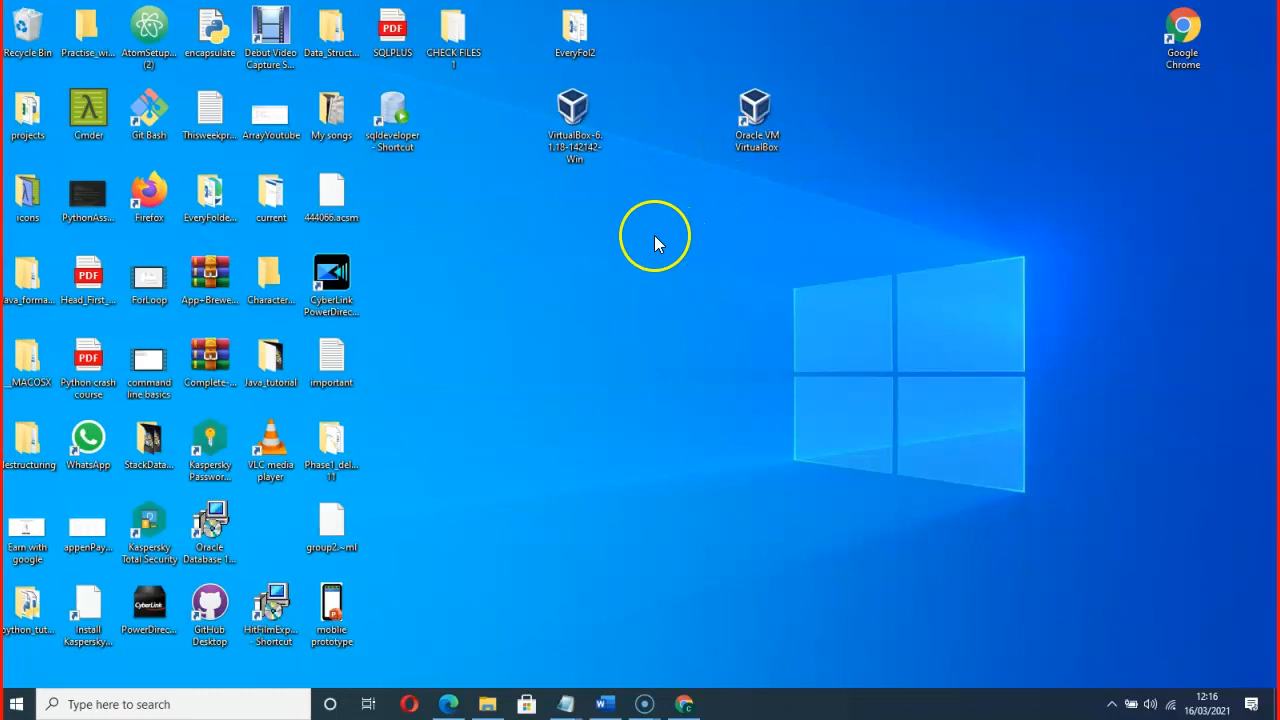 Recycle Bin
Practise_wi...
AtomSetup...
(2)
encapsulate
Debut Video
Capture S...
Data_Struct...
PDF
SQLPLUS
CHECK FILES
1
EveryFol2
Google
Chrome
projects
Cmder
Git Bash
Thisweekpr...
ArrayYoutube
My songs
sqldeveloper
- Shortcut
VirtualBox-6.
1.18-142142-
Win
Oracle VM
VirtualBox
icons
PythonAss...
Firefox
EveryFolde...
current
444066.acsm
ava_forma...
PDF
Head_First_...
ForLoop
App+Brewe...
Character...
CyberLink
PowerDirec...
__MACOSX
PDF
Python crash
course
command
line basics
Complete-...
Java_tutorial
important
lestructuring
WhatsApp
StackData...
Kaspersky
Passwor...
VLC media
player
Phase1_del...
11
Earn with
google
appenPay...
Kaspersky
Total Security
Oracle
Database 1...
group2.~ml
python_tut...
install
Kaspersky...
CyberLink
PowerDirec...
GitHub
Desktop
HitFilmExp...
- Shortcut
moblie
prototype
Type here to search
12:16
16/03/2021